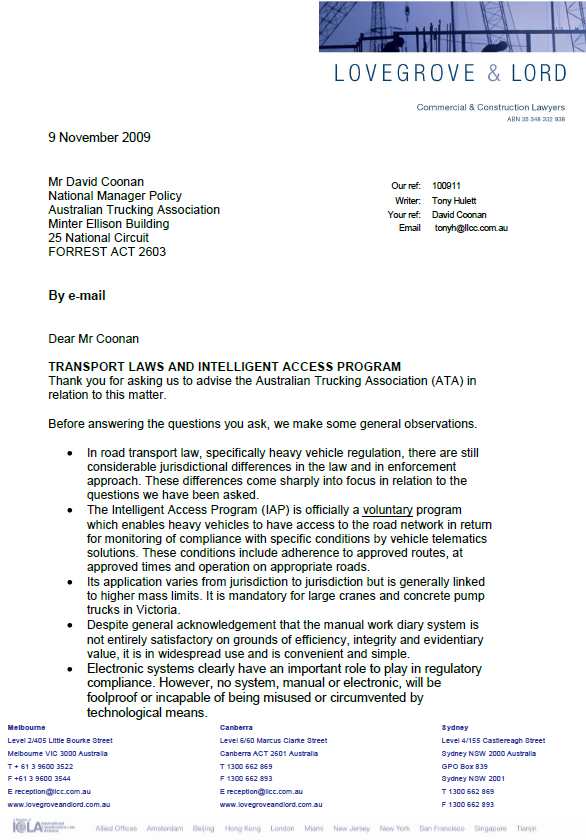 LOVEGROVE & LORD
Commercial & Construction Lawyers
ABN 35 348 332 938
9 November 2009
Mr David Coonan
National Manager Policy
Australian Trucking Association
Minter Ellison Building
25 National Circuit
FORREST ACT 2603
Our ref: 100911
Writer: Tony Hulett
Your ref: David Coonan
Email tonyh@llcc.com.au
By e-mail
Dear Mr Coonan
TRANSPORT LAWS AND INTELLIGENT ACCESS PROGRAM
Thank you for asking us to advise the Australian Trucking Association (ATA) in
relation to this matter.
Before answering the questions you ask, we make some general observations.
• In road transport law, specifically heavy vehicle regulation, there are still
considerable jurisdictional differences in the law and in enforcement
approach. These differences come sharply into focus in relation to the
questions we have been asked.
• The Intelligent Access Program (IAP) is officially a voluntary program
which enables heavy vehicles to have access to the road network in return
for monitoring of compliance with specific conditions by vehicle telematics
solutions. These conditions include adherence to approved routes, at
approved times and operation on appropriate roads.
• Its application varies from jurisdiction to jurisdiction but is generally linked
to higher mass limits. It is mandatory for large cranes and concrete pump
trucks in Victoria.
• Despite general acknowledgement that the manual work diary system is
not entirely satisfactory on grounds of efficiency, integrity and evidentiary
value, it is in widespread use and is convenient and simple.
• Electronic systems clearly have an important role to play in regulatory
compliance. However, no system, manual or electronic, will be
foolproof or incapable of being misused or circumvented by
technological means.
Melbourne
Level 2/405 Little Bourke Street
Melbourne VIC 3000 Australia
T + 61 3 9600 3522
F +61 3 9600 3544
E reception@llcc.com.au
www.lovegroveandlord.com.au
Canberra
Level 6/60 Marcus Clarke Street
Canberra ACT 2601 Australia
T 1300 662 869
F 1300 662 893
E reception@llcc.com.au
www.lovegroveandlord.com.au
Sydney
Level 4/155 Castlereagh Street
Sydney NSW 2000 Australia
GPO Box 839
Sydney NSW 2001
T 1300 662 869
F 1300 662 893
International
Construction Law
Alliance
Allied Offices Amsterdam Beijing Hong Kong London Miami New Jersey New York San Francisco Singapore Tianjin